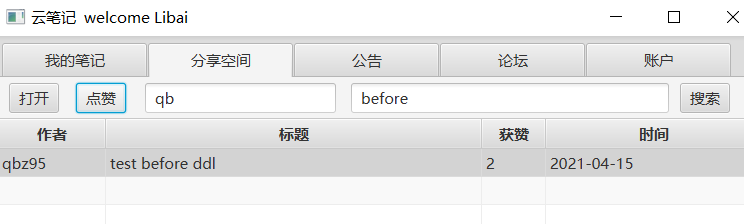 云笔记 welcome Libai
我的笔记 分享空间 公告 论坛 账户
打开 点赞 qb before 搜索
作者 标题 获赞 时间
qbz95 test before ddl 2 2021-04-15